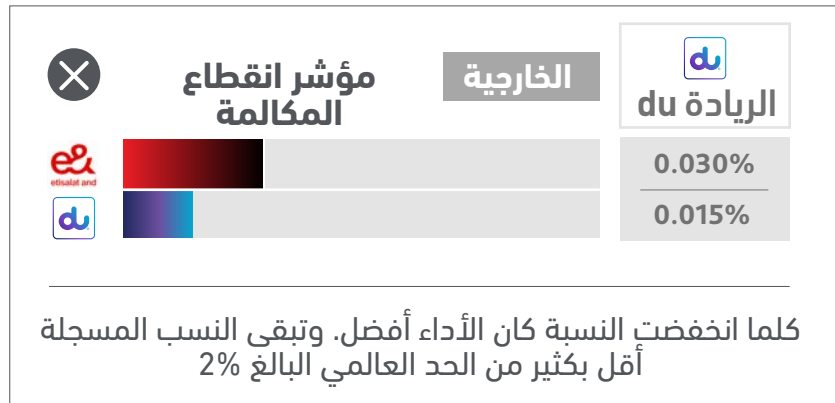 du
الريادة du
الخارجية
مؤشر انقطاع
المكالمة
e&
etisalat and
0.030%
du
0.015%
كلما انخفضت النسبة كان الأداء أفضل. وتبقى النسب المسجلة
أقل بكثير من الحد العالمي البالغ 2%